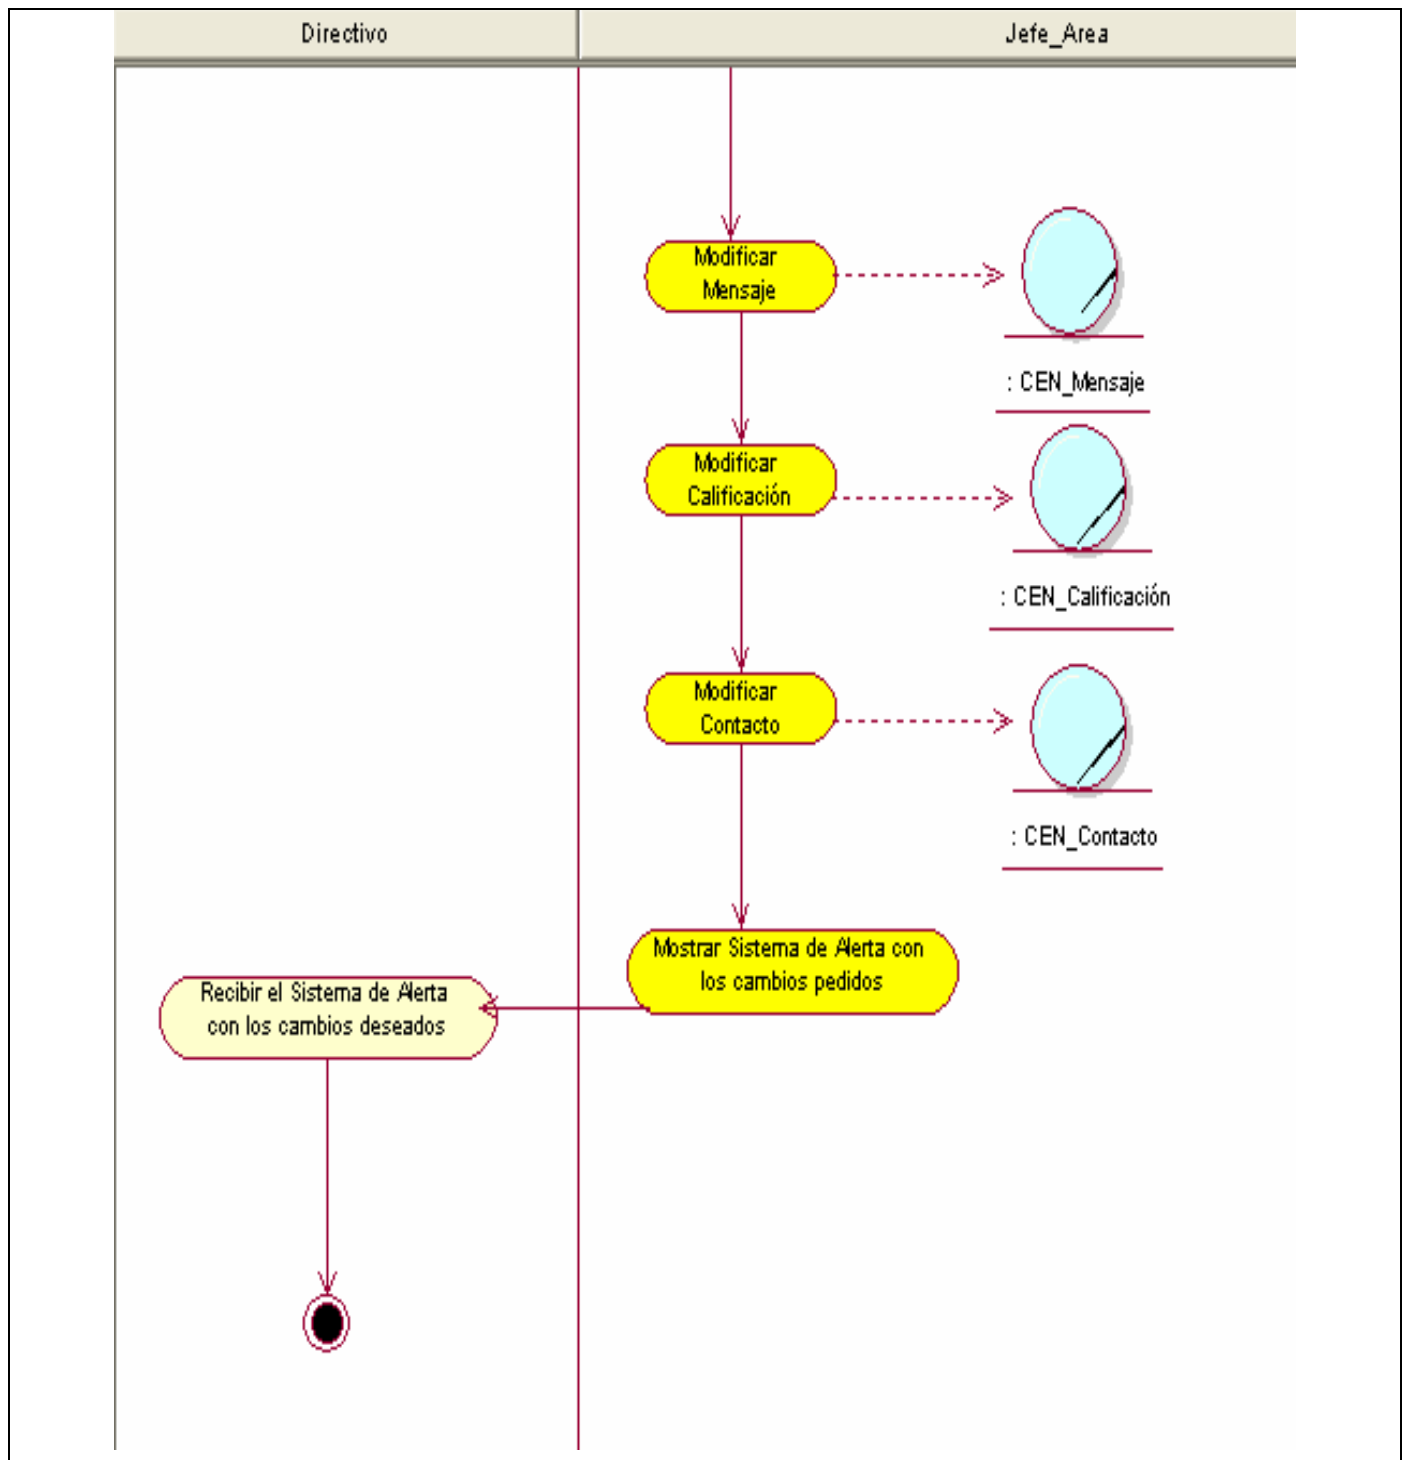 Directivo
Jefe_Area
Modificar
Mensaje
: CEN_Mensaje
Modificar
Calificación
: CEN_Calificación
Modificar
Contacto
: CEN_Contacto
Mostrar Sistema de Alerta con
los cambios pedidos
Recibir el Sistema de Alerta
con los cambios deseados